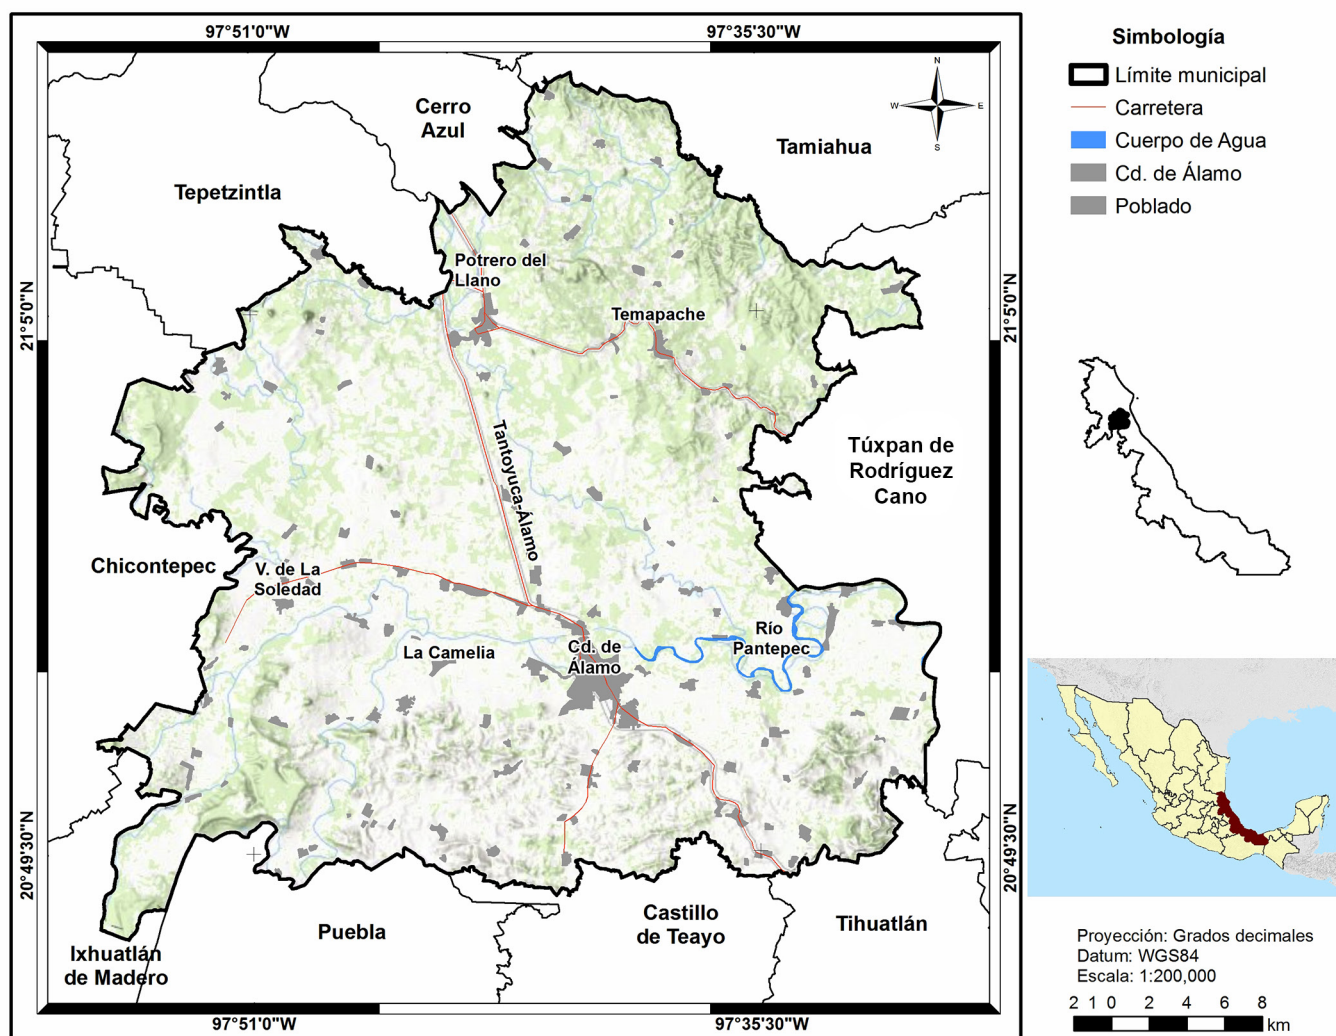 97°51'0"W
97°35'30"W
Simbología
Límite municipal
Carretera
Cuerpo de Agua
Cd. de Álamo
Poblado
N
W
E
S
Cerro
Azul
Tamiahua
Tepetzintla
Potrero del
Llano
Temapache
21°5'0"N
21°5'0"N
Tantoyuca-Álamo
Túxpan de
Rodríguez
Cano
Chicontepec
V. de La
Soledad
La Camelia
Cd. de
Álamo
Río
Pantepec
20°49'30"N
20°49'30"N
Puebla
Castillo
de Teayo
Tihuatlán
Ixhuatlán
de Madero
97°51'0"W
97°35'30"W
Proyección: Grados decimales
Datum: WGS84
Escala: 1:200,000
2 1 0 2 4 6 8
km